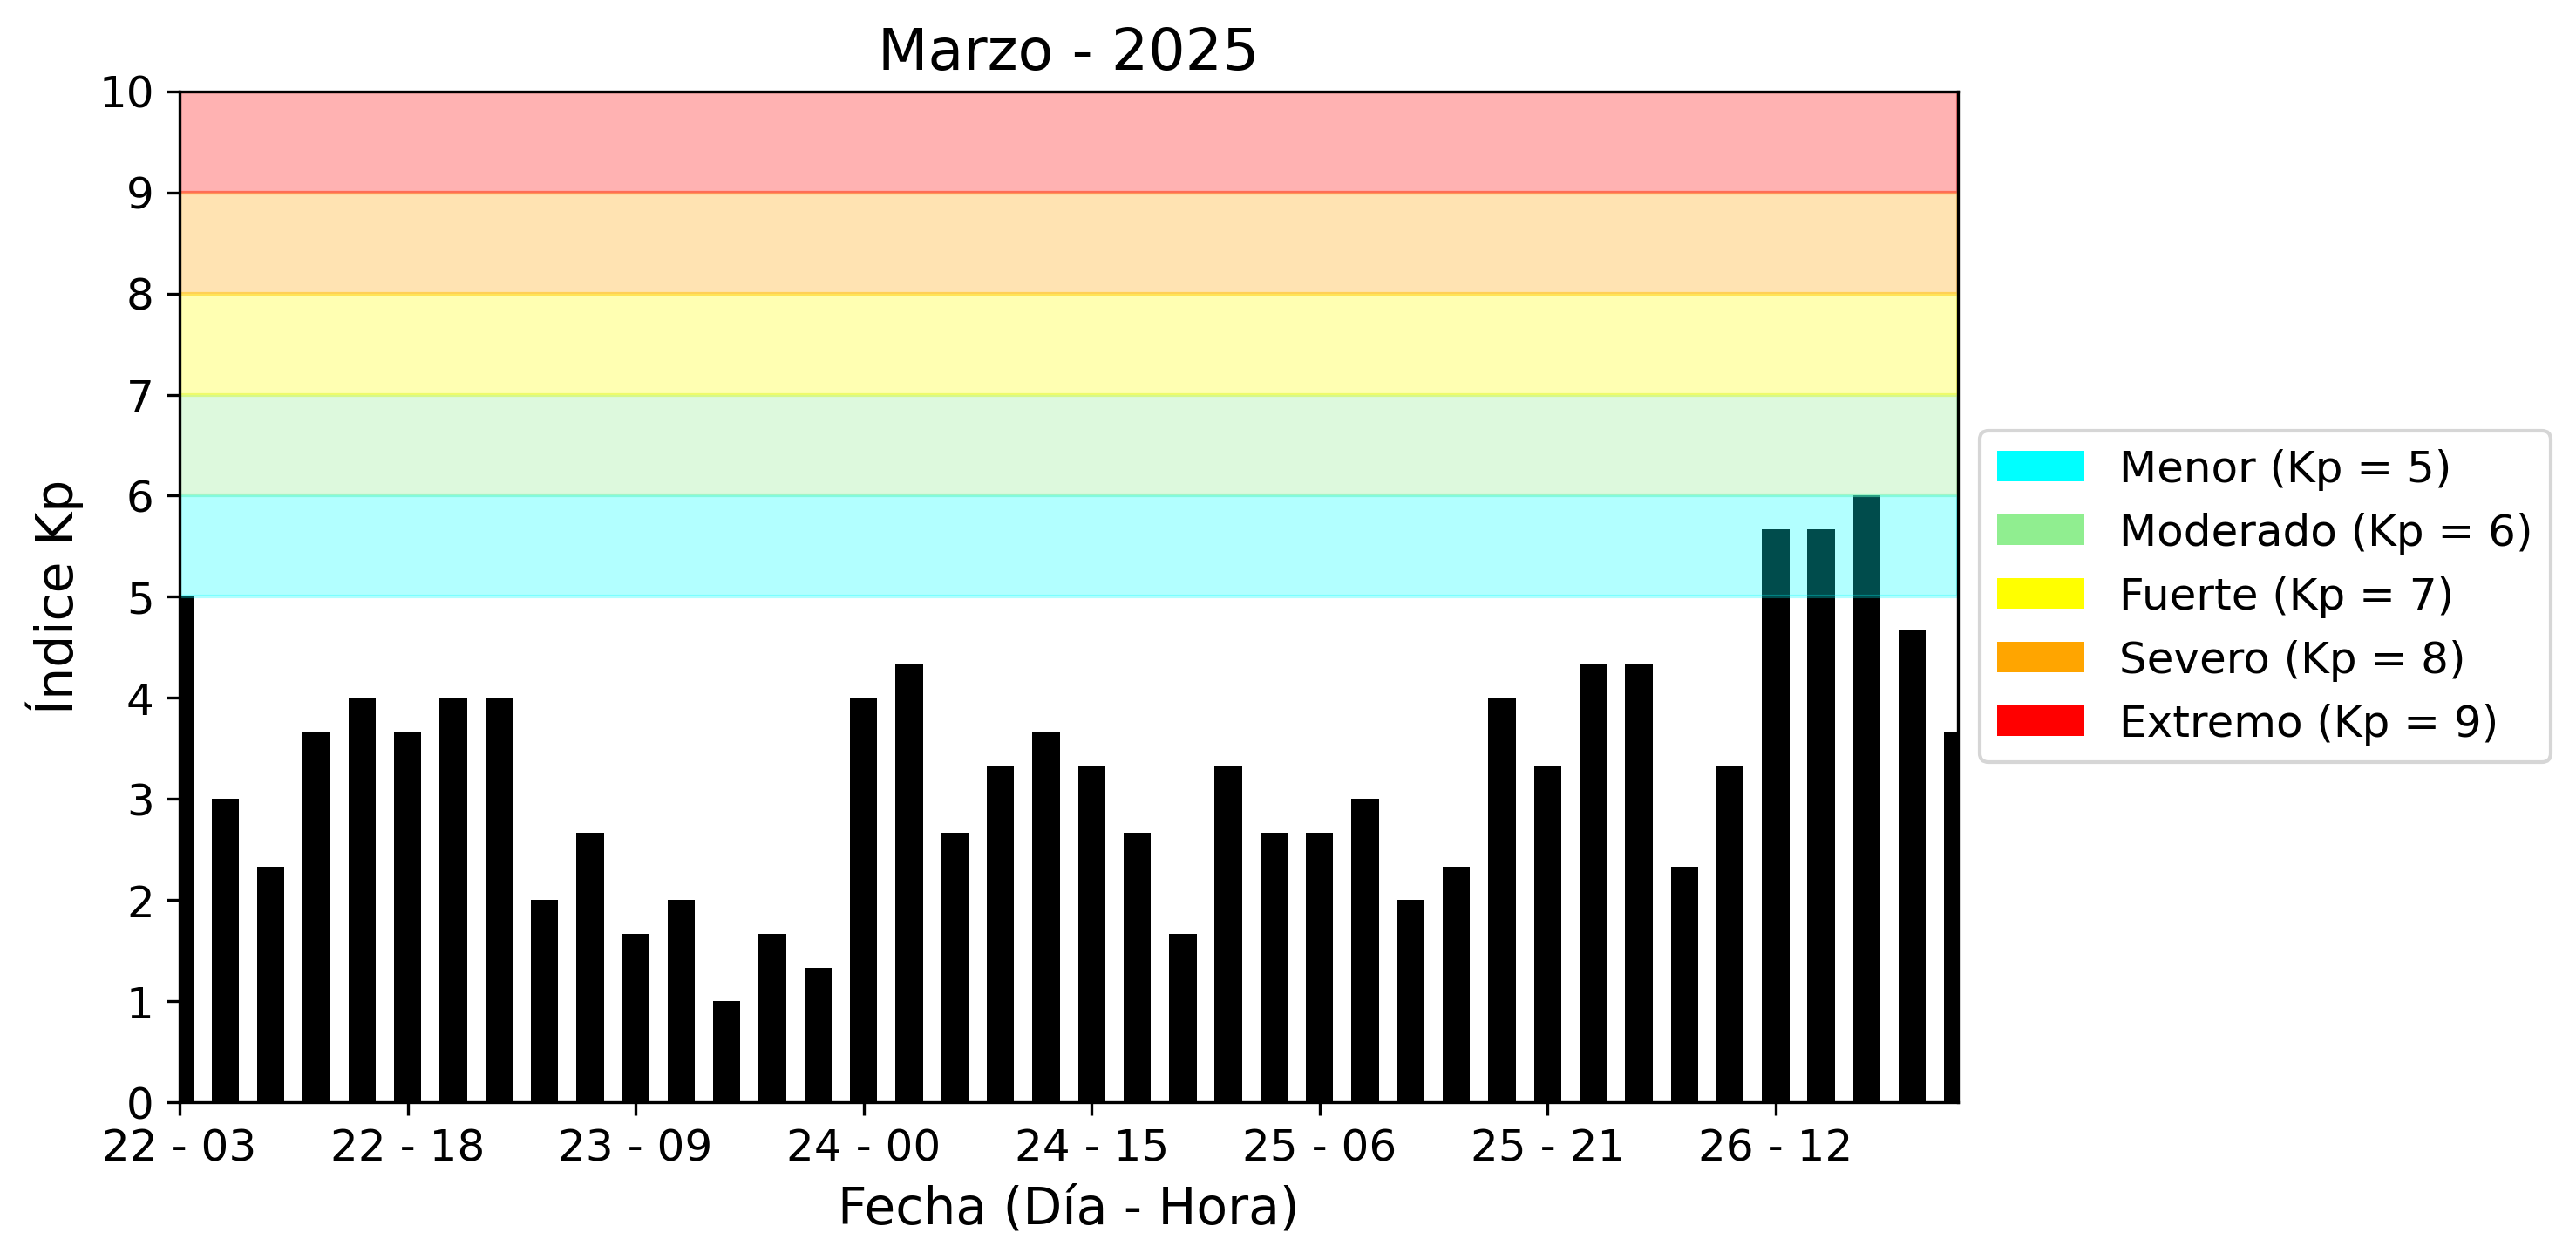 Marzo - 2025
10
9
8
7
6
5
4
3
2
1
0
Índice Kp
22 - 03
22 - 18
23 - 09
24 - 00
24 - 15
25 - 06
25 - 21
26 - 12
Fecha (Día - Hora)
Menor (Kp = 5)
Moderado (Kp = 6)
Fuerte (Kp = 7)
Severo (Kp = 8)
Extremo (Kp = 9)